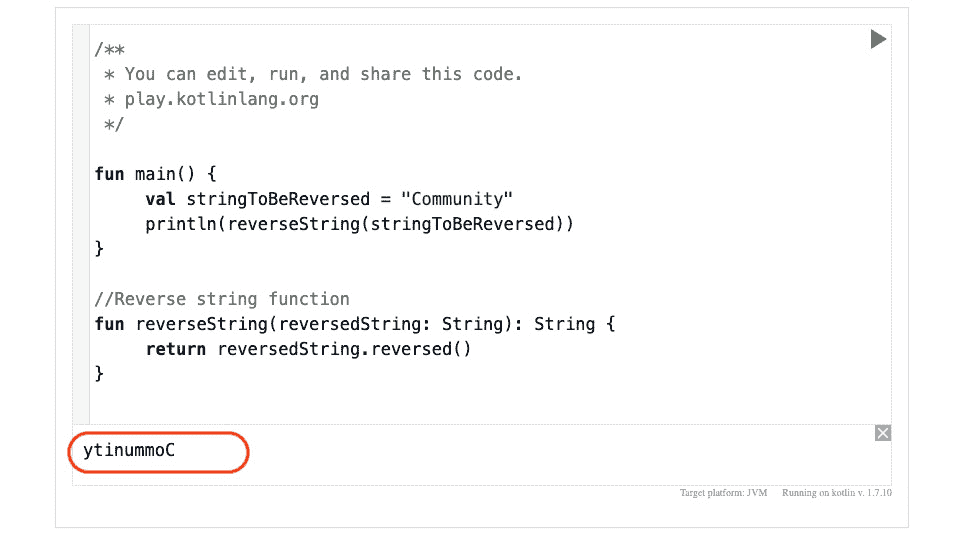 /**
 * You can edit, run, and share this code.
 * play.kotlinlang.org
 */
fun main() {
     val stringToBeReversed = "Community"
     println(reverseString(stringToBeReversed))
}
//Reverse string function
fun reverseString(reversedString: String): String {
     return reversedString.reversed()
}
ytinummoC
Target platform: JVM Running on kotlin v. 1.7.10